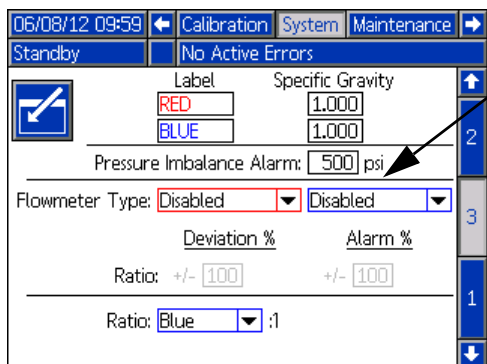 06/08/12 09:59 Calibration System Maintenance
Standby No Active Errors
Label Specific Gravity
RED 1.000
BLUE 1.000
2
Pressure Imbalance Alarm: 500 psi
Flowmeter Type: Disabled Disabled
3
Deviation % Alarm %
Ratio: +/- 100 +/- 100
1
Ratio: Blue :1